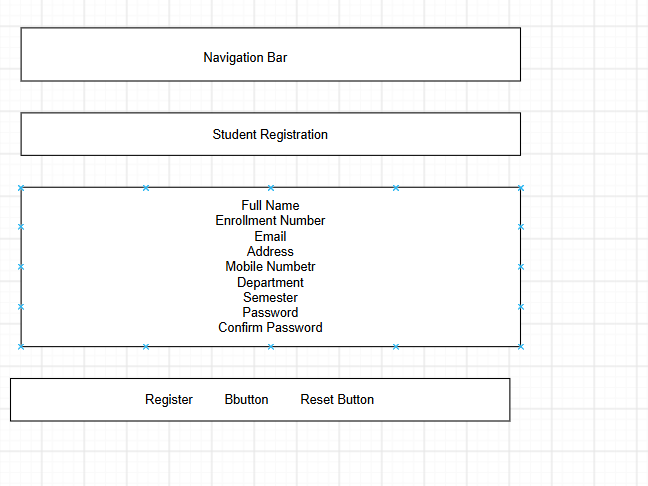 Navigation Bar
Student Registration
Full Name
Enrollment Number
Email
Address
Mobile Numbetr
Department
Semester
Password
Confirm Password
Register Bbutton Reset Button